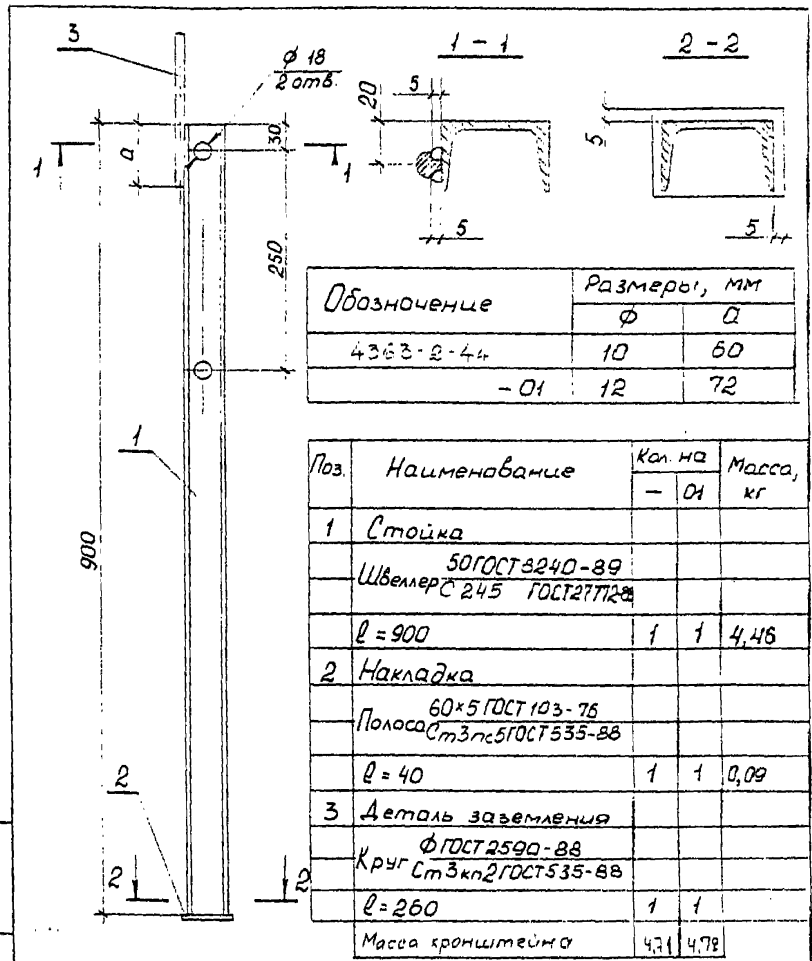 3
φ 18
2 отв.
1 - 1
2 - 2
5
20
30
а
1
1
5
5
5
250
Обозначение
Размеры, мм
φ
а
4363-2-44
10
60
-01
12
72
1
900
Поз.
Наименование
Кол. на
Масса, кг
-
01
1
Стойка
Швеллер
50 ГОСТ 8240-89
С 245 ГОСТ 27772-88
ℓ = 900
1
1
4,46
2
Накладка
Полоса
60×5 ГОСТ 103-76
Ст3пс5 ГОСТ 535-88
ℓ = 40
1
1
0,09
3
Деталь заземления
Круг
φ ГОСТ 2590-88
Ст3кп2 ГОСТ 535-88
ℓ = 260
1
1
Масса кронштейна
4,71
4,78
2
2
2